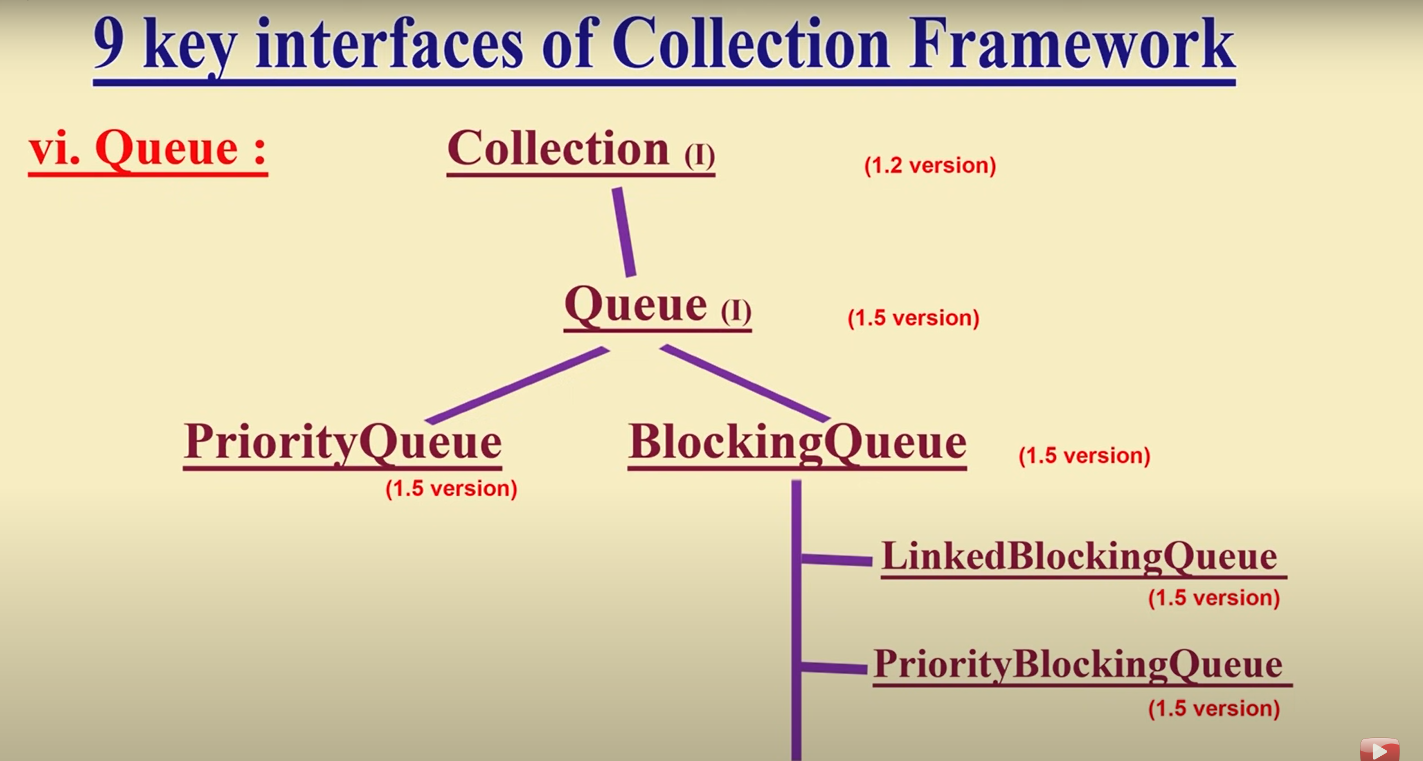 9 key interfaces of Collection Framework
vi. Queue :
Collection (I)
(1.2 version)
Queue (I)
(1.5 version)
PriorityQueue
(1.5 version)
BlockingQueue
(1.5 version)
LinkedBlockingQueue
(1.5 version)
PriorityBlockingQueue
(1.5 version)